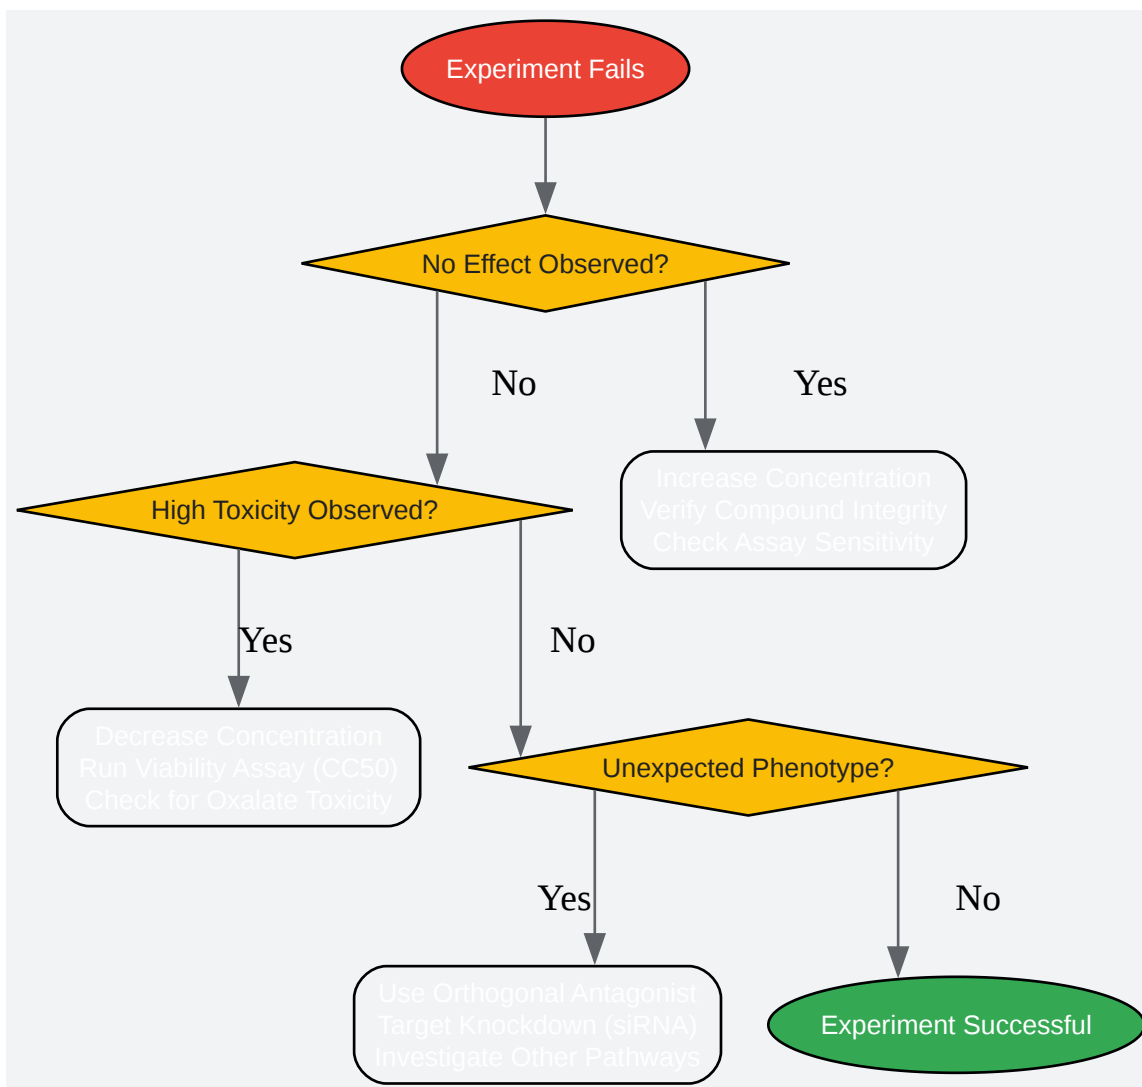 Experiment Fails
No Effect Observed?
No
Yes
Increase Concentration
Verify Compound Integrity
Check Assay Sensitivity
High Toxicity Observed?
Yes
No
Decrease Concentration
Run Viability Assay (CC50)
Check for Oxalate Toxicity
Unexpected Phenotype?
Yes
No
Use Orthogonal Antagonist
Target Knockdown (siRNA)
Investigate Other Pathways
Experiment Successful